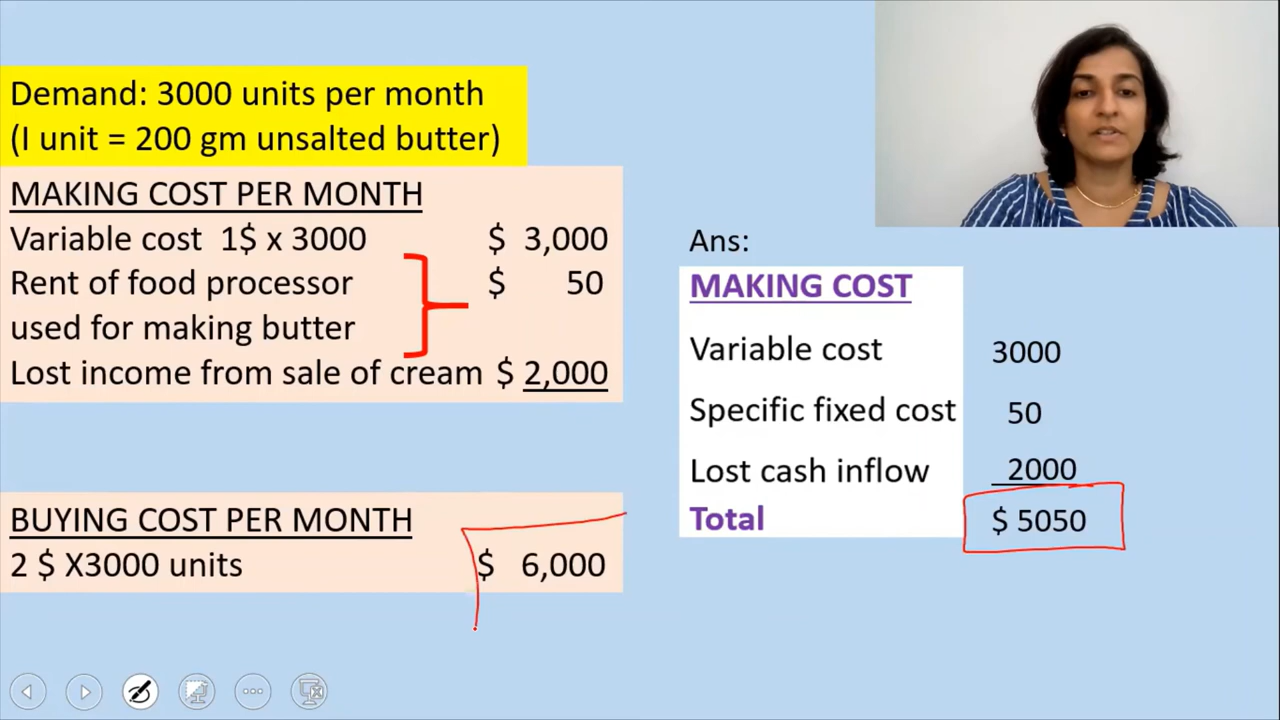 Demand: 3000 units per month
(I unit = 200 gm unsalted butter)
MAKING COST PER MONTH
Variable cost 1$ x 3000 $ 3,000
Rent of food processor $ 50
used for making butter
Lost income from sale of cream $ 2,000
BUYING COST PER MONTH
2 $ X3000 units $ 6,000
Ans:
MAKING COST
Variable cost 3000
Specific fixed cost 50
Lost cash inflow 2000
Total $ 5050